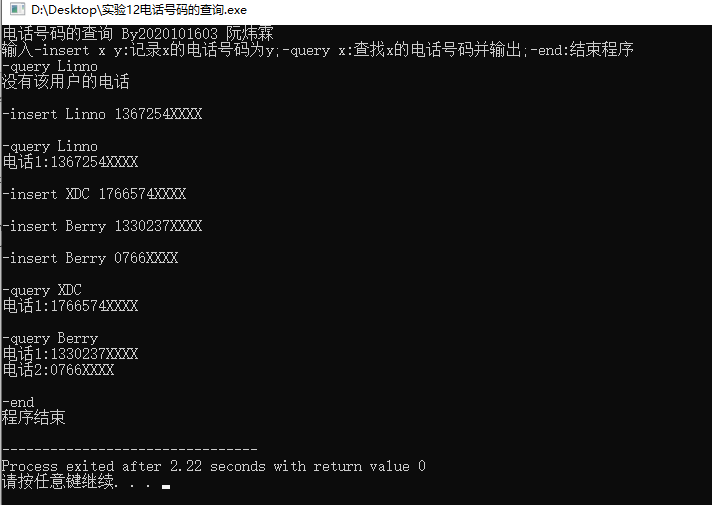 D:\Desktop\实验12电话号码的查询.exe
电话号码的查询 By2020101603 阮炜霖
输入-insert x y:记录x的电话号码为y;-query x:查找x的电话号码并输出;-end:结束程序
-query Linno
没有该用户的电话
-insert Linno 1367254XXXX
-query Linno
电话1:1367254XXXX
-insert XDC 1766574XXXX
-insert Berry 1330237XXXX
-insert Berry 0766XXXX
-query XDC
电话1:1766574XXXX
-query Berry
电话1:1330237XXXX
电话2:0766XXXX
-end
程序结束
--------------------------------
Process exited after 2.22 seconds with return value 0
请按任意键继续. . .